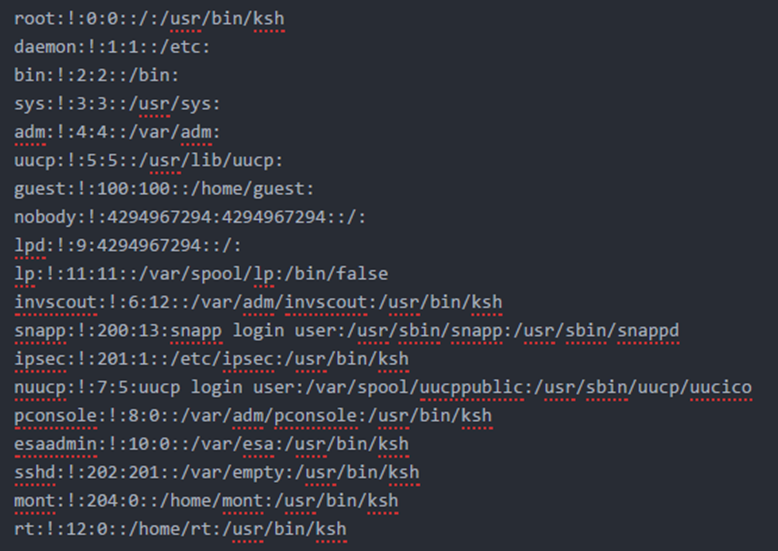 root:!:0:0::/:/usr/bin/ksh
daemon:!:1:1::/etc:
bin:!:2:2::/bin:
sys:!:3:3::/usr/sys:
adm:!:4:4::/var/adm:
uucp:!:5:5::/usr/lib/uucp:
guest:!:100:100::/home/guest:
nobody:!:4294967294:4294967294::/:
lpd:!:9:4294967294::/:
lp:!:11:11::/var/spool/lp:/bin/false
invscout:!:6:12::/var/adm/invscout:/usr/bin/ksh
snapp:!:200:13:snapp login user:/usr/sbin/snapp:/usr/sbin/snappd
ipsec:!:201:1::/etc/ipsec:/usr/bin/ksh
nuucp:!:7:5:uucp login user:/var/spool/uucppublic:/usr/sbin/uucp/uucico
pconsole:!:8:0::/var/adm/pconsole:/usr/bin/ksh
esaadmin:!:10:0::/var/esa:/usr/bin/ksh
sshd:!:202:201::/var/empty:/usr/bin/ksh
mont:!:204:0::/home/mont:/usr/bin/ksh
rt:!:12:0::/home/rt:/usr/bin/ksh